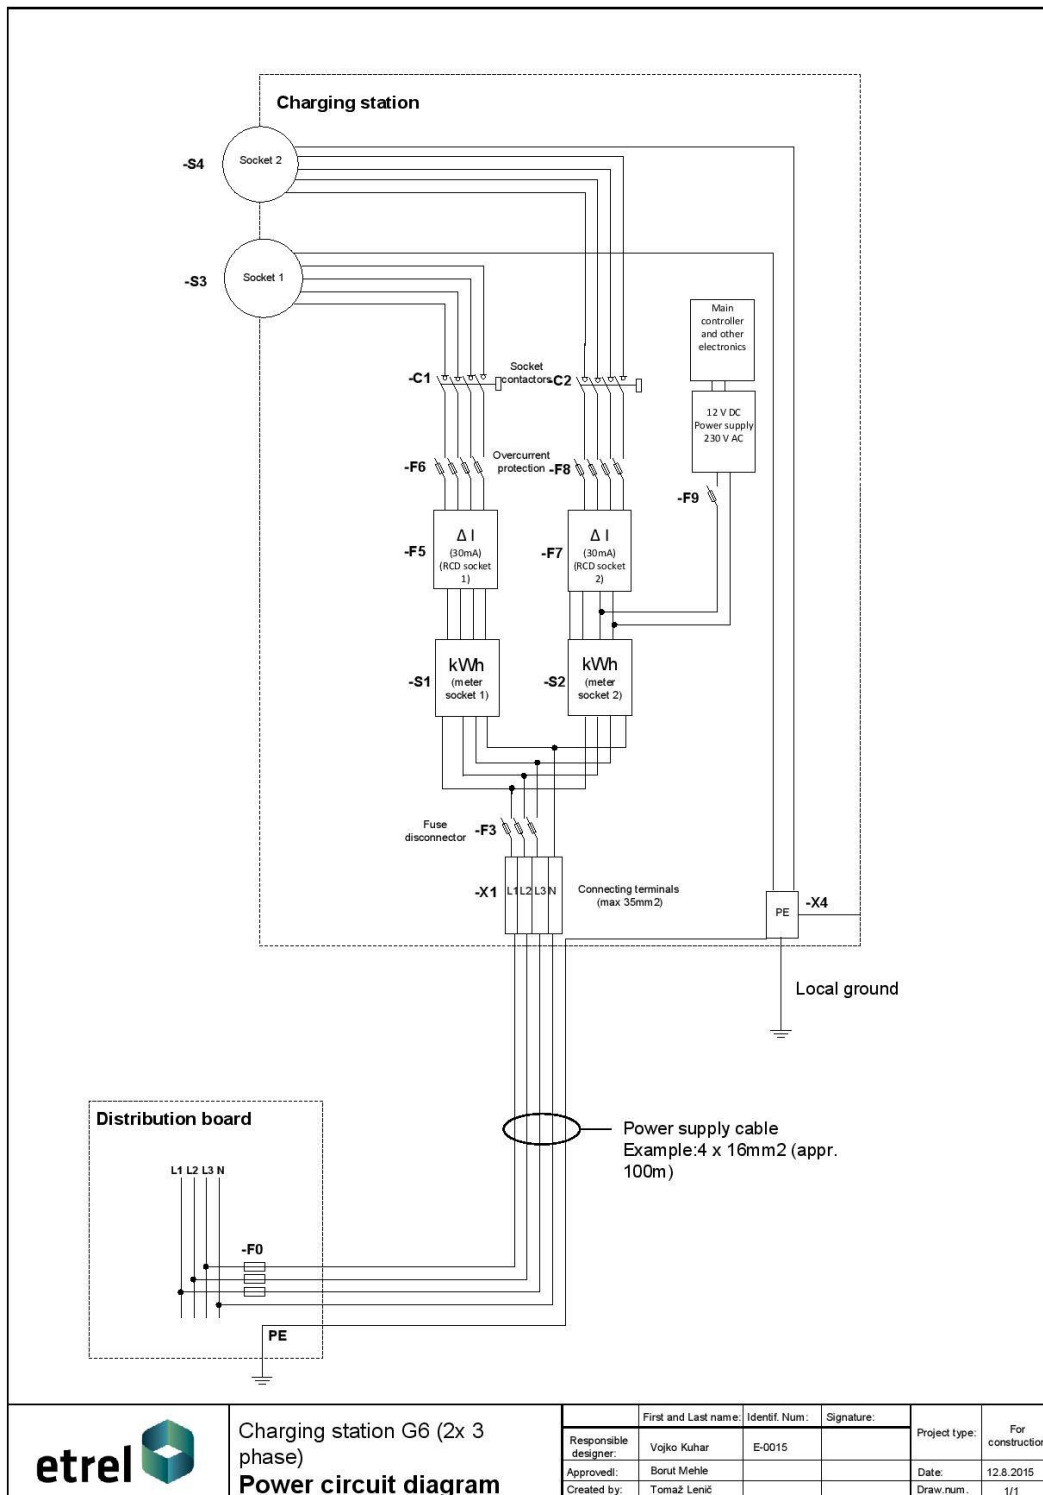 Charging station
-S4
Socket 2
-S3
Socket 1
Main
controller
and other
electronics
-C1
Socket
contactors
-C2
12 V DC
Power supply
230 V AC
-F6
Overcurrent
protection
-F8
-F9
-F5
Δ I
(30mA)
(RCD socket
1)
-F7
Δ I
(30mA)
(RCD socket
2)
-S1
kWh
(meter
socket 1)
-S2
kWh
(meter
socket 2)
Fuse
disconnector
-F3
-X1
L1 L2 L3 N
Connecting terminals
(max 35mm2)
PE
-X4
Local ground
Distribution board
L1 L2 L3 N
-F0
PE
Power supply cable
Example:4 x 16mm2 (appr.
100m)
etrel
Charging station G6 (2x 3
phase)
Power circuit diagram
First and Last name: Identif. Num: Signature:
Responsible
designer:
Vojko Kuhar E-0015
Approvedl: Borut Mehle
Created by: Tomaž Lenič
Project type: For
construction
Date: 12.8.2015
Draw.num. 1/1